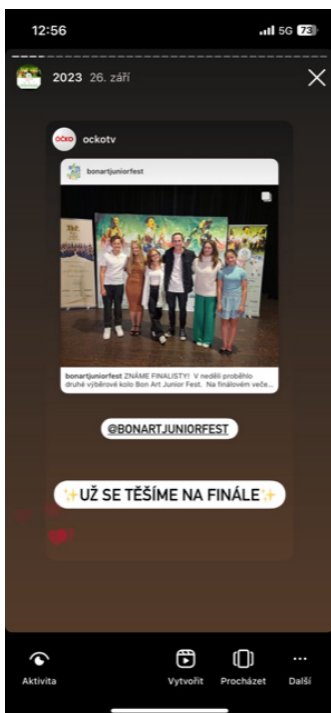 12:56
5G 73
2023 26. září
ÓČKO ockotv
bonartjuniorfest
bonartjuniorfest ZNÁME FINALISTY! V neděli proběhlo
druhé výběrové kolo Bon Art Junior Fest. Na finálovém veče...
@BONARTJUNIORFEST
✨UŽ SE TĚŠÍME NA FINÁLE✨
Aktivita
Vytvořit
Procházet
Další